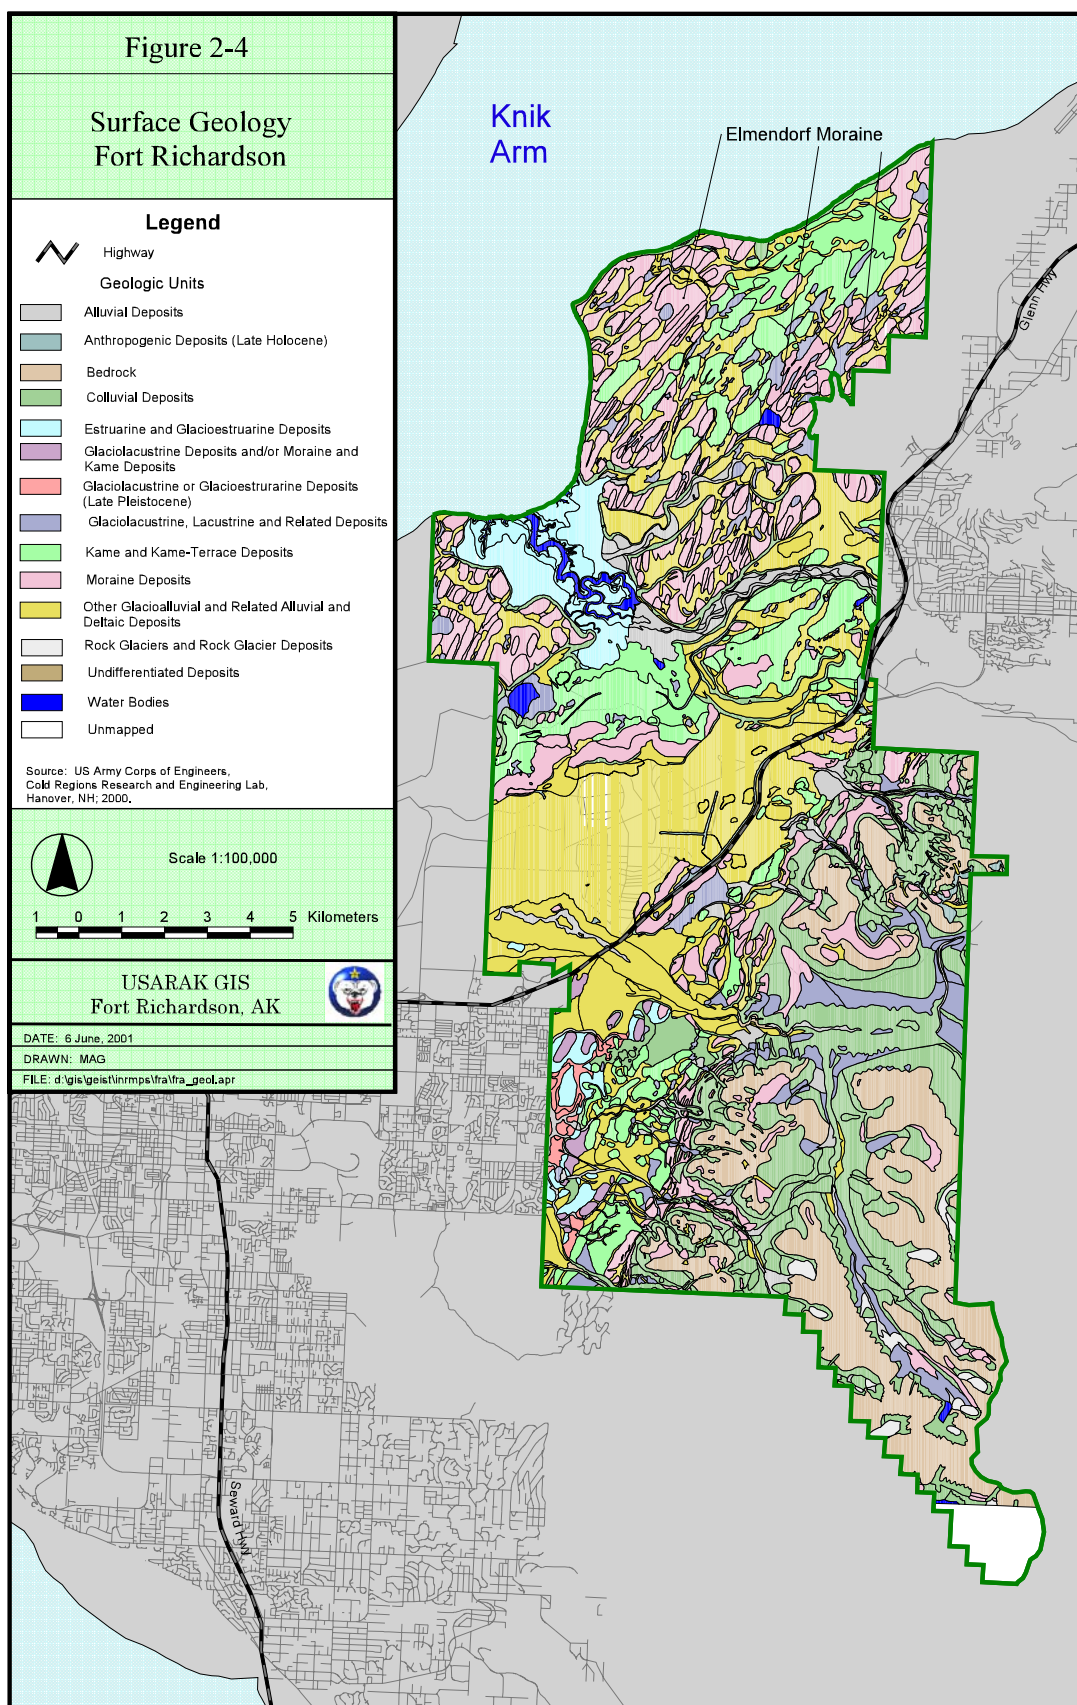 Figure 2-4
Surface Geology
Fort Richardson
Legend
Highway
Geologic Units
Alluvial Deposits
Anthropogenic Deposits (Late Holocene)
Bedrock
Colluvial Deposits
Estruarine and Glacioestruarine Deposits
Glaciolacustrine Deposits and/or Moraine and
Kame Deposits
Glaciolacustrine or Glacioestrurarine Deposits
(Late Pleistocene)
Glaciolacustrine, Lacustrine and Related Deposits
Kame and Kame-Terrace Deposits
Moraine Deposits
Other Glacioalluvial and Related Alluvial and
Deltaic Deposits
Rock Glaciers and Rock Glacier Deposits
Undifferentiated Deposits
Water Bodies
Unmapped
Source: US Army Corps of Engineers,
Cold Regions Research and Engineering Lab,
Hanover, NH; 2000.
Scale 1:100,000
1 0 1 2 3 4 5 Kilometers
USARAK GIS
Fort Richardson, AK
DATE: 6 June, 2001
DRAWN: MAG
FILE: d:\gis\geist\inrmps\fra\fra_geol.apr
Knik
Arm
Elmendorf Moraine
Glenn Hwy
Seward Hwy